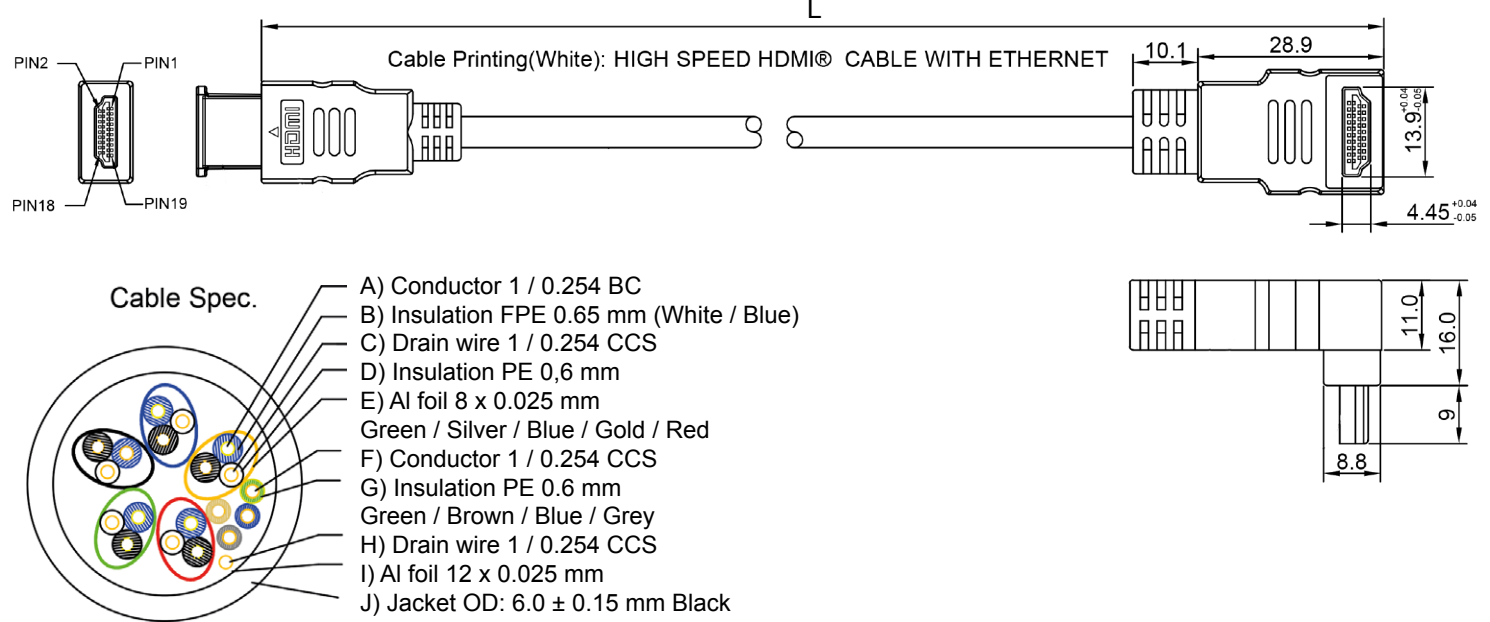 L
Cable Printing(White): HIGH SPEED HDMI® CABLE WITH ETHERNET
10.1
28.9
PIN2
PIN1
HDMI
13.9 +0.04 -0.05
PIN18
PIN19
4.45 +0.04 -0.05
Cable Spec.
A) Conductor 1 / 0.254 BC
B) Insulation FPE 0.65 mm (White / Blue)
C) Drain wire 1 / 0.254 CCS
D) Insulation PE 0,6 mm
E) Al foil 8 x 0.025 mm
Green / Silver / Blue / Gold / Red
F) Conductor 1 / 0.254 CCS
G) Insulation PE 0.6 mm
Green / Brown / Blue / Grey
H) Drain wire 1 / 0.254 CCS
I) Al foil 12 x 0.025 mm
J) Jacket OD: 6.0 ± 0.15 mm Black
11.0
16.0
9
8.8